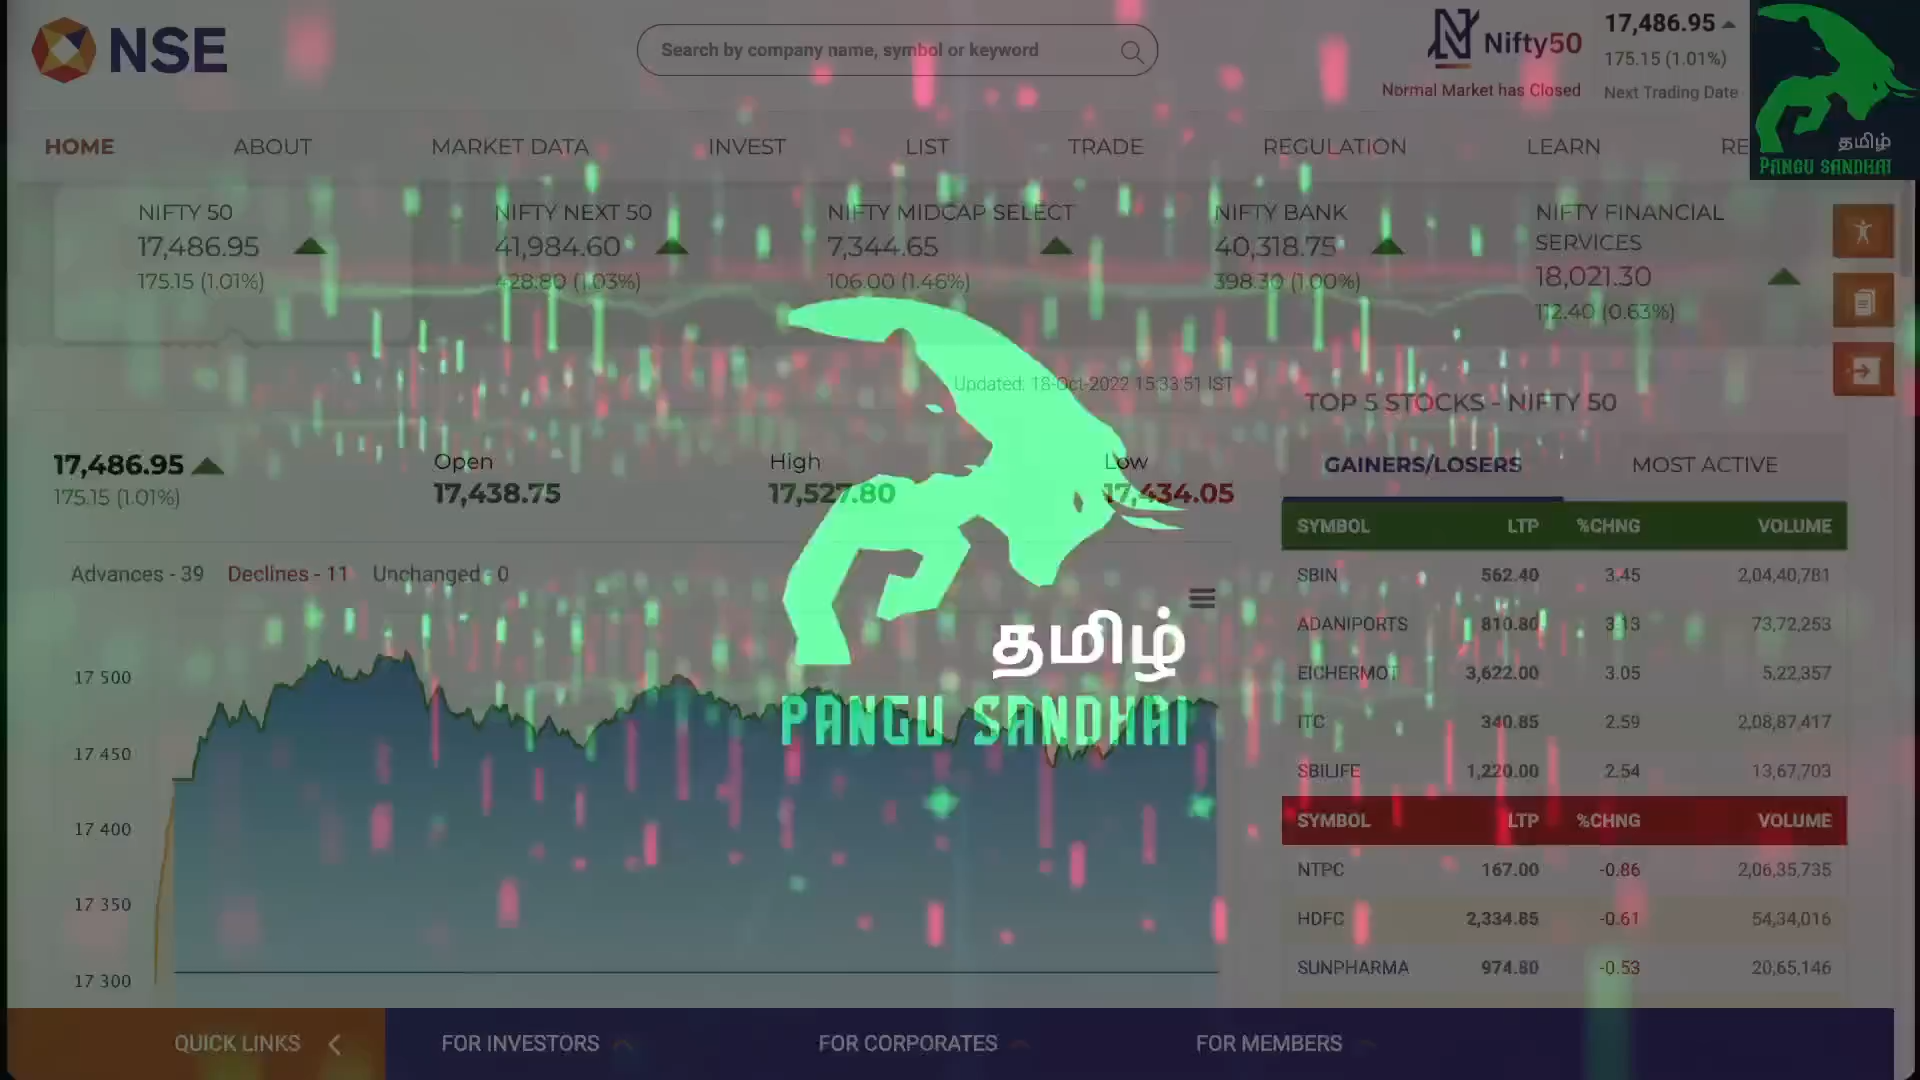 NSE
Search by company name, symbol or keyword
Nifty50
17,486.95
175.15 (1.01%)
Normal Market has Closed
Next Trading Date
தமிழ்
PANGU SANDHAI
HOME ABOUT MARKET DATA INVEST LIST TRADE REGULATION LEARN RE
NIFTY 50
17,486.95
175.15 (1.01%)
NIFTY NEXT 50
41,984.60
428.80 (1.03%)
NIFTY MIDCAP SELECT
7,344.65
106.00 (1.46%)
NIFTY BANK
40,318.75
398.30 (1.00%)
NIFTY FINANCIAL
SERVICES
18,021.30
112.40 (0.63%)
Updated: 18-Oct-2022 15:33:51 IST
17,486.95
175.15 (1.01%)
Open
17,438.75
High
17,527.80
Low
17,434.05
Advances - 39 Declines - 11 Unchanged - 0
17 500
17 450
17 400
17 350
17 300
தமிழ்
PANGU SANDHAI
TOP 5 STOCKS - NIFTY 50
GAINERS/LOSERS MOST ACTIVE
SYMBOL LTP %CHNG VOLUME
SBIN 562.40 3.45 2,04,40,781
ADANIPORTS 810.80 3.13 73,72,253
EICHERMOT 3,622.00 3.05 5,22,357
ITC 340.85 2.59 2,08,87,417
SBILIFE 1,220.00 2.54 13,67,703
SYMBOL LTP %CHNG VOLUME
NTPC 167.00 -0.86 2,06,35,735
HDFC 2,334.85 -0.61 54,34,016
SUNPHARMA 974.80 -0.53 20,65,146
QUICK LINKS FOR INVESTORS FOR CORPORATES FOR MEMBERS